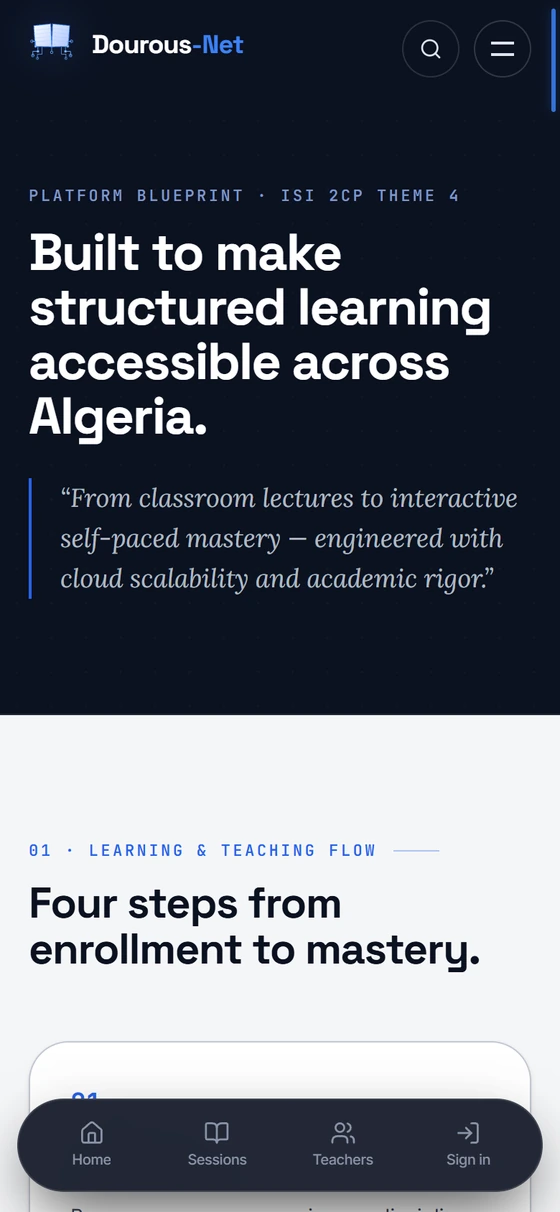 Dourous-Net
PLATFORM BLUEPRINT · ISI 2CP THEME 4
Built to make
structured learning
accessible across
Algeria.
“From classroom lectures to interactive
self-paced mastery — engineered with
cloud scalability and academic rigor.”
01 · LEARNING & TEACHING FLOW
Four steps from
enrollment to mastery.
01
Home
Sessions
Teachers
Sign in